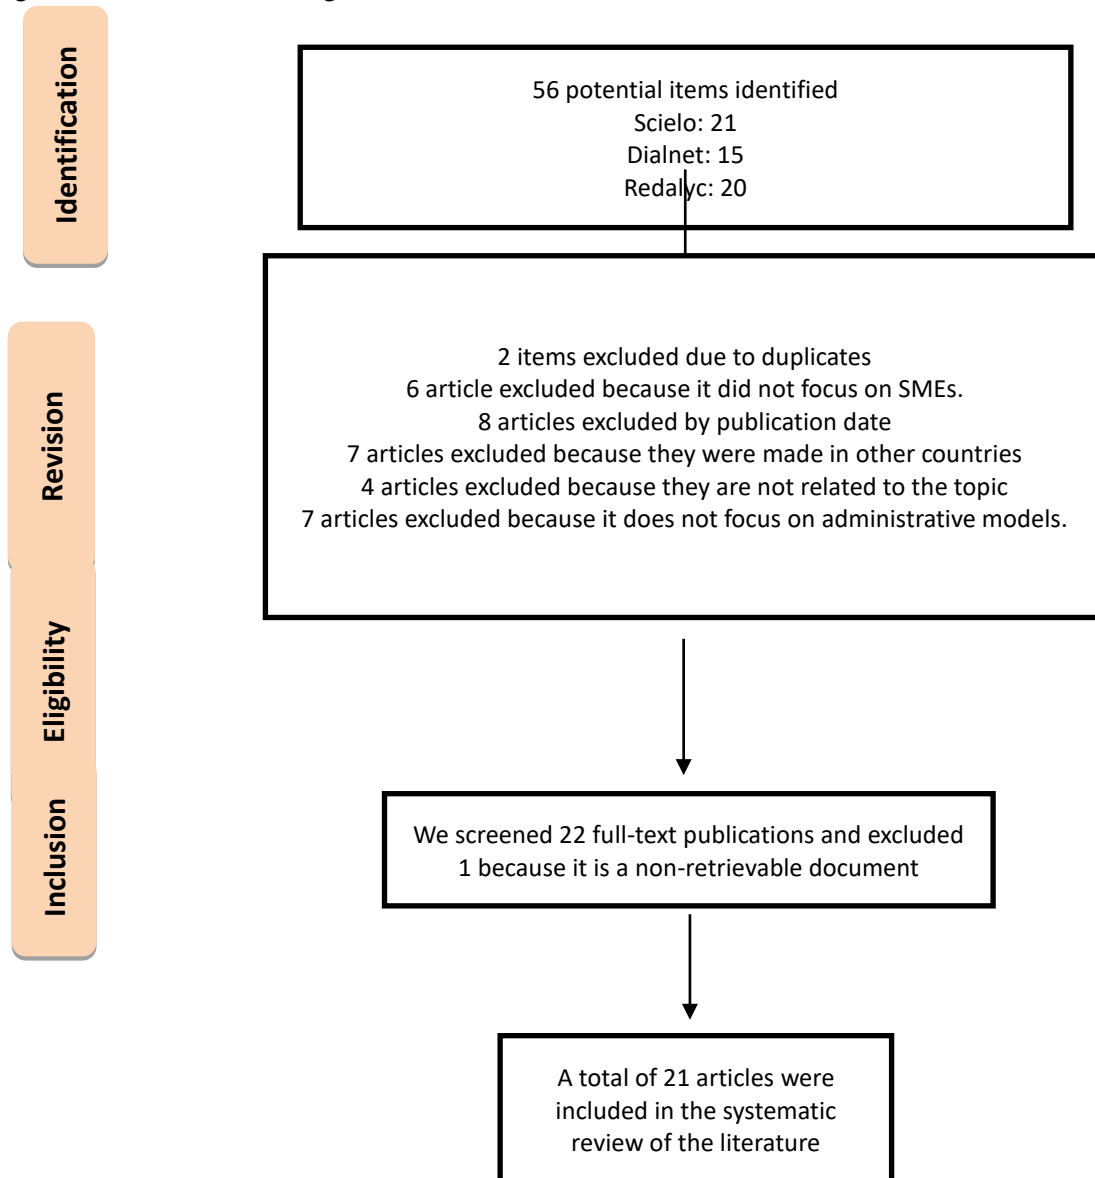 Identification
56 potential items identified
Scielo: 21
Dialnet: 15
Redalyc: 20
Revision
2 items excluded due to duplicates
6 article excluded because it did not focus on SMEs.
8 articles excluded by publication date
7 articles excluded because they were made in other countries
4 articles excluded because they are not related to the topic
7 articles excluded because it does not focus on administrative models.
Eligibility
Inclusion
We screened 22 full-text publications and excluded
1 because it is a non-retrievable document
A total of 21 articles were
included in the systematic
review of the literature